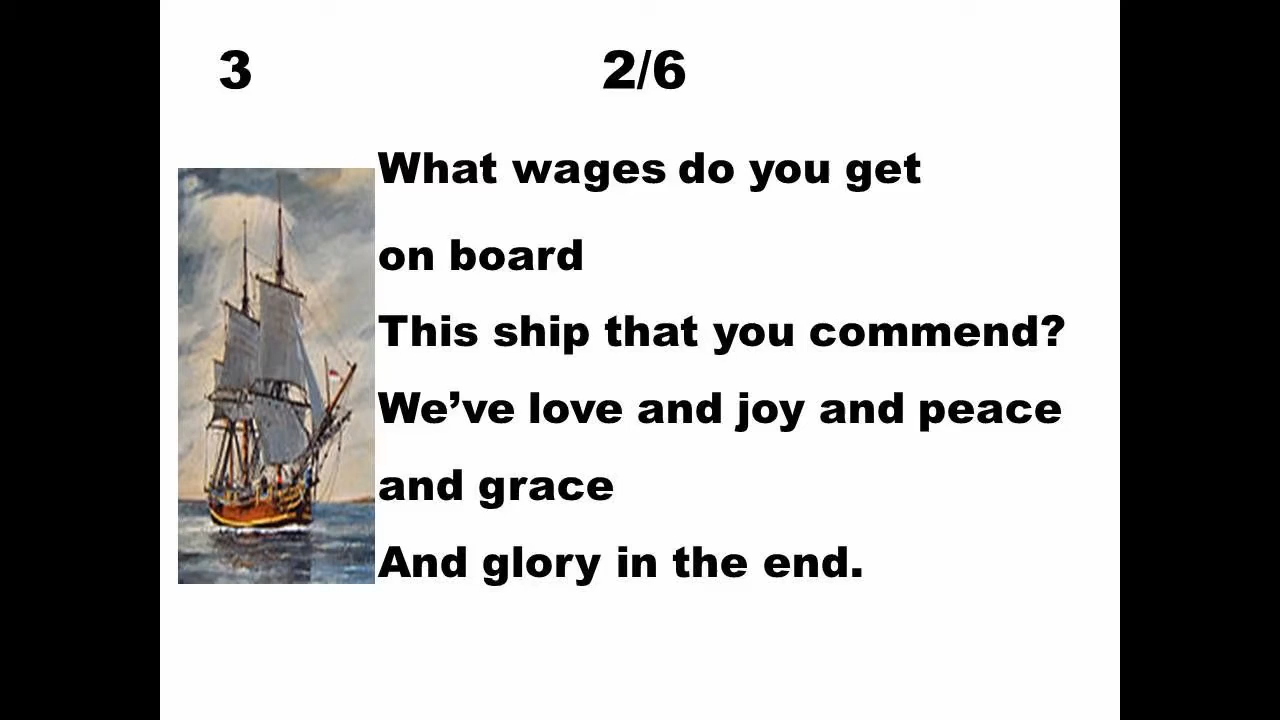 3 2/6
What wages do you get
on board
This ship that you commend?
We’ve love and joy and peace
and grace
And glory in the end.